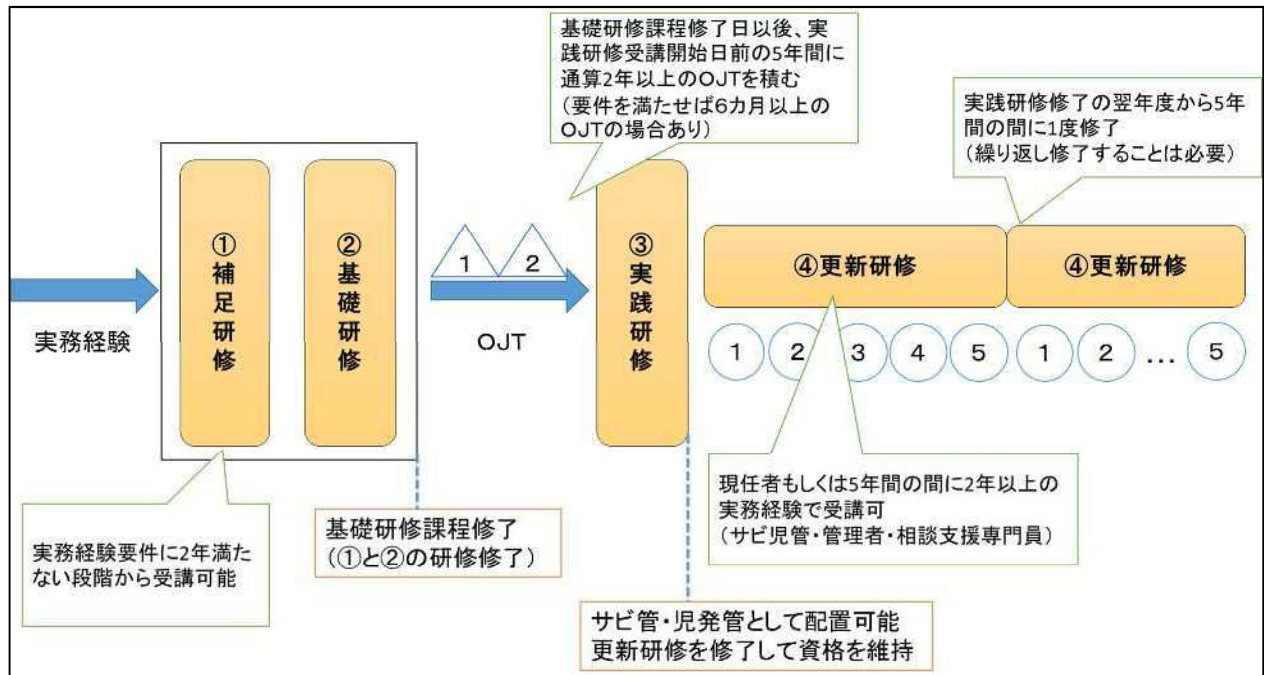 基礎研修課程修了日以後、実
践研修受講開始日前の5年間に
通算2年以上のOJTを積む
(要件を満たせば6カ月以上の
OJTの場合あり)
実践研修修了の翌年度から5年
間の間に1度修了
(繰り返し修了することは必要)
実務経験
①補足研修
②基礎研修
1 2
OJT
③実践研修
④更新研修
④更新研修
1 2 3 4 5 1 2 … 5
実務経験要件に2年満た
ない段階から受講可能
基礎研修課程修了
(①と②の研修修了)
現任者もしくは5年間の間に2年以上の
実務経験で受講可
(サビ児管・管理者・相談支援専門員)
サビ管・児発管として配置可能
更新研修を修了して資格を維持